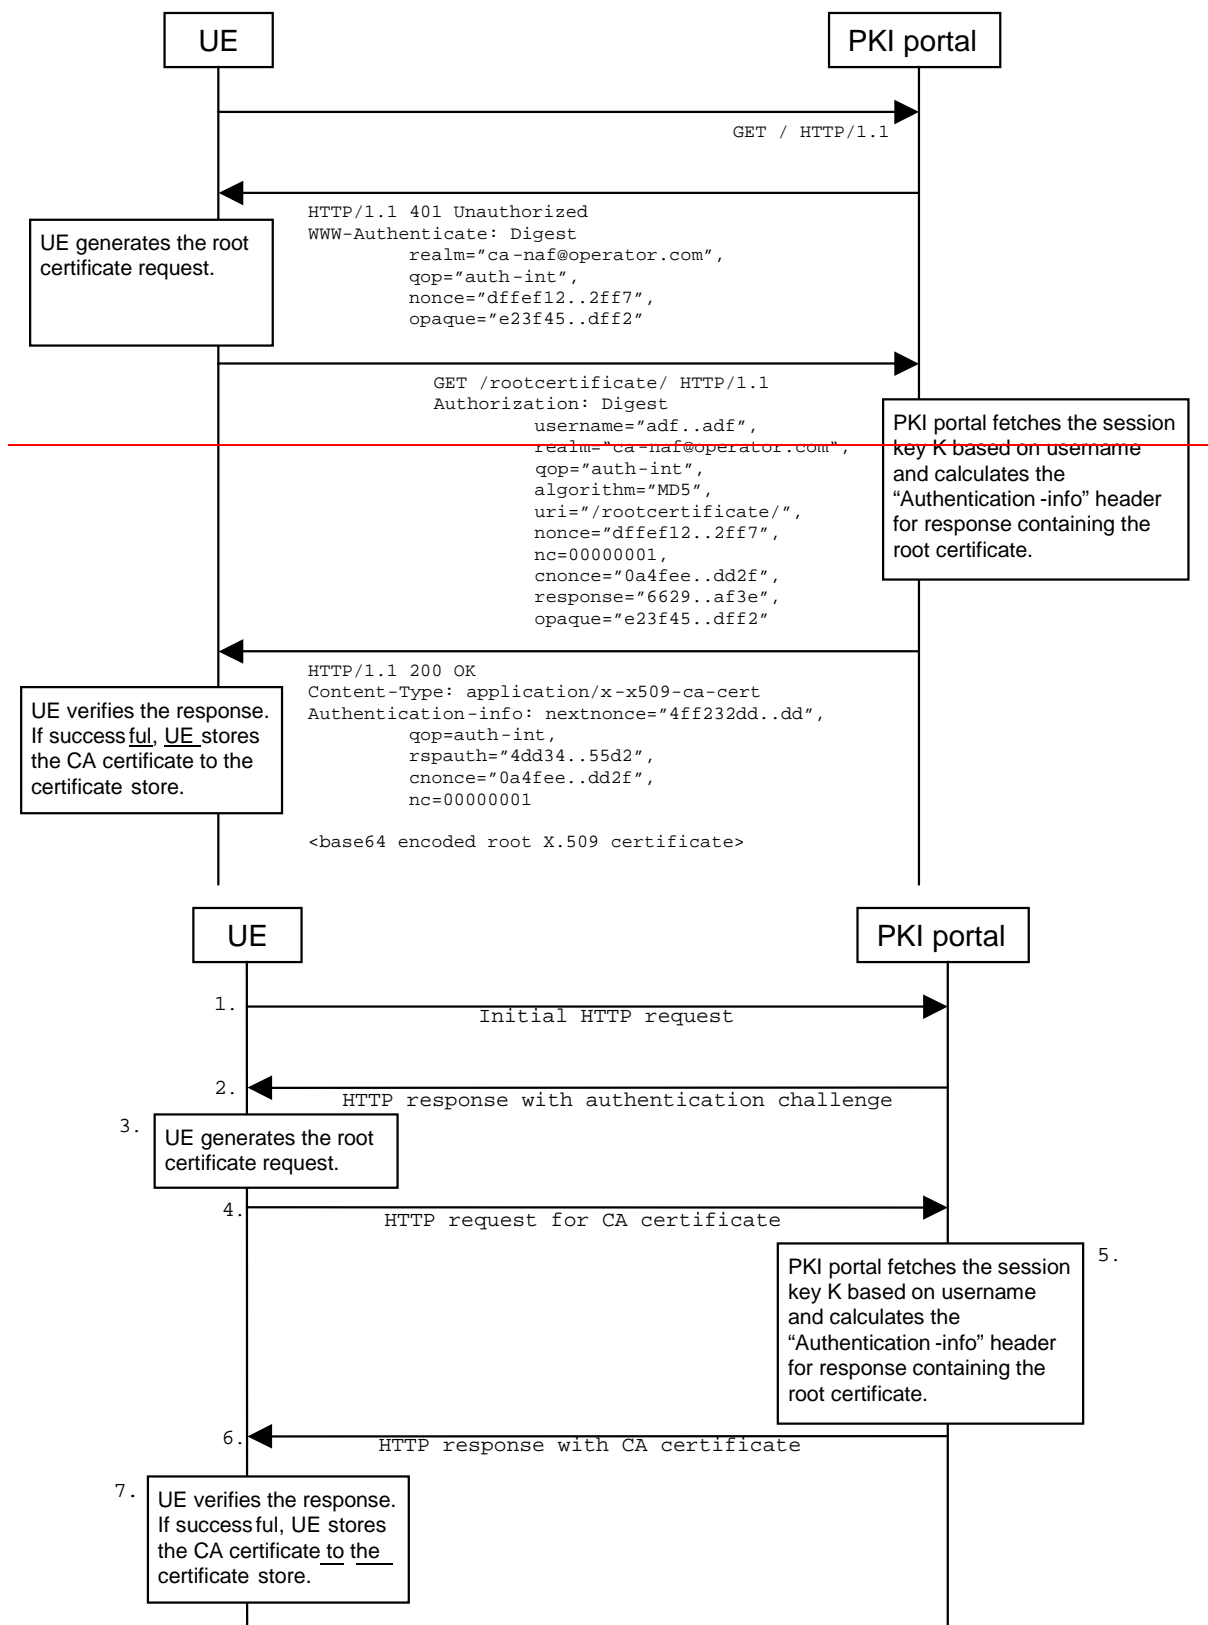 UE
PKI portal
GET / HTTP/1.1
HTTP/1.1 401 Unauthorized
WWW-Authenticate: Digest
realm="ca-naf@operator.com",
qop="auth-int",
nonce="dffef12..2ff7",
opaque="e23f45..dff2"
UE generates the root
certificate request.
GET /rootcertificate/ HTTP/1.1
Authorization: Digest
username="adf..adf",
realm="ca-naf@operator.com",
qop="auth-int",
algorithm="MD5",
uri="/rootcertificate/",
nonce="dffef12..2ff7",
nc=00000001,
cnonce="0a4fee..dd2f",
response="6629..af3e",
opaque="e23f45..dff2"
PKI portal fetches the session
key K based on username
and calculates the
“Authentication-info” header
for response containing the
root certificate.
HTTP/1.1 200 OK
Content-Type: application/x-x509-ca-cert
Authentication-info: nextnonce="4ff232dd..dd",
qop=auth-int,
rspauth="4dd34..55d2",
cnonce="0a4fee..dd2f",
nc=00000001
<base64 encoded root X.509 certificate>
UE verifies the response.
If successful, UE stores
the CA certificate to the
certificate store.
UE
PKI portal
1.
Initial HTTP request
2.
HTTP response with authentication challenge
3.
UE generates the root
certificate request.
4.
HTTP request for CA certificate
5.
PKI portal fetches the session
key K based on username
and calculates the
“Authentication-info” header
for response containing the
root certificate.
6.
HTTP response with CA certificate
7.
UE verifies the response.
If successful, UE stores
the CA certificate to the
certificate store.